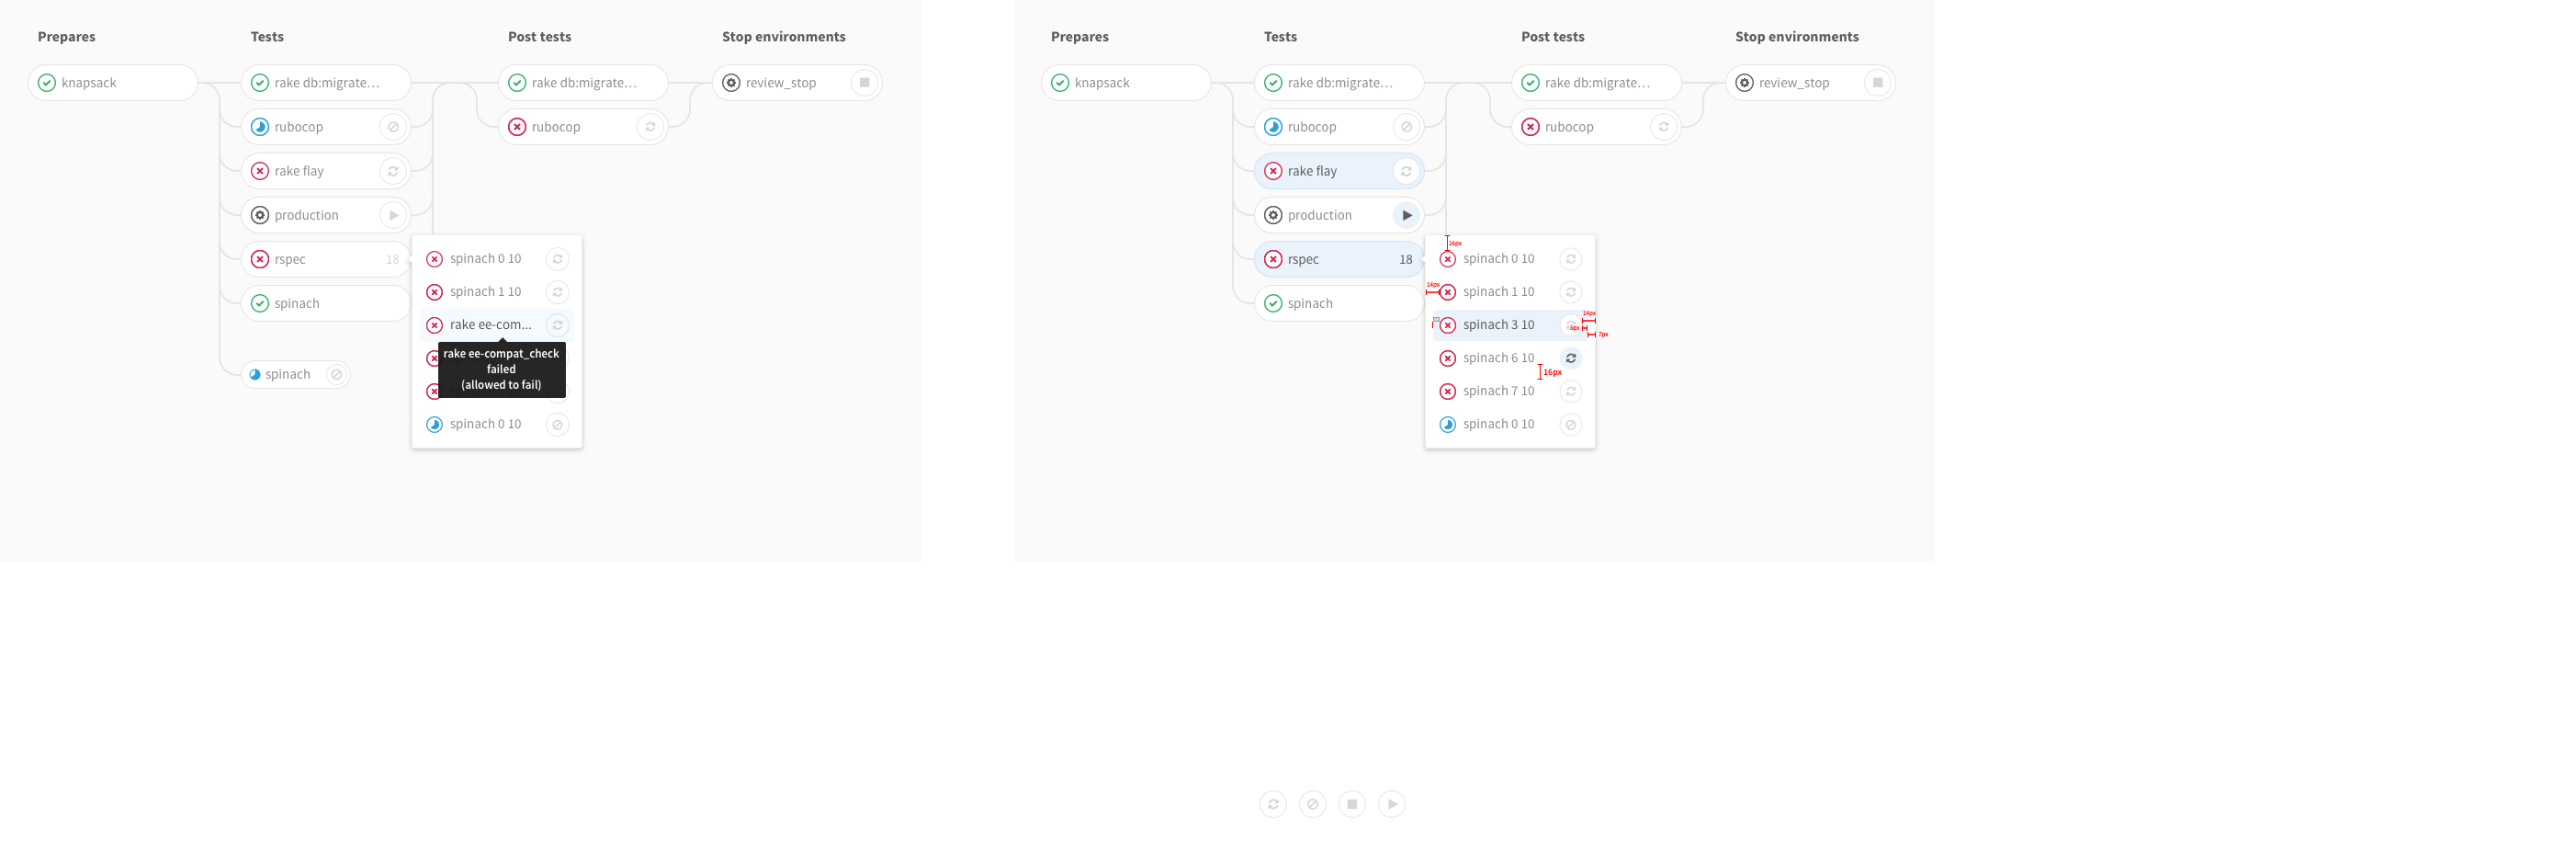 Prepares
Tests
Post tests
Stop environments
knapsack
rake db:migrate…
rake db:migrate…
review_stop
rubocop
rubocop
rake flay
production
rspec 18
spinach
spinach
spinach 0 10
spinach 1 10
rake ee-com...
rake ee-compat_check
failed
(allowed to fail)
spinach 0 10
Prepares
Tests
Post tests
Stop environments
knapsack
rake db:migrate…
rake db:migrate…
review_stop
rubocop
rubocop
rake flay
production
rspec 18
spinach
16px
spinach 0 10
14px
spinach 1 10
14px
spinach 3 10
5px
7px
spinach 6 10
16px
spinach 7 10
spinach 0 10